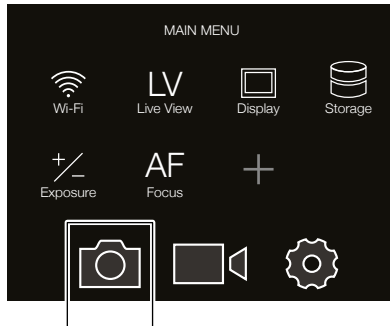 MAIN MENU
LV
Wi-Fi
Live View
Display
Storage
AF
Exposure
Focus